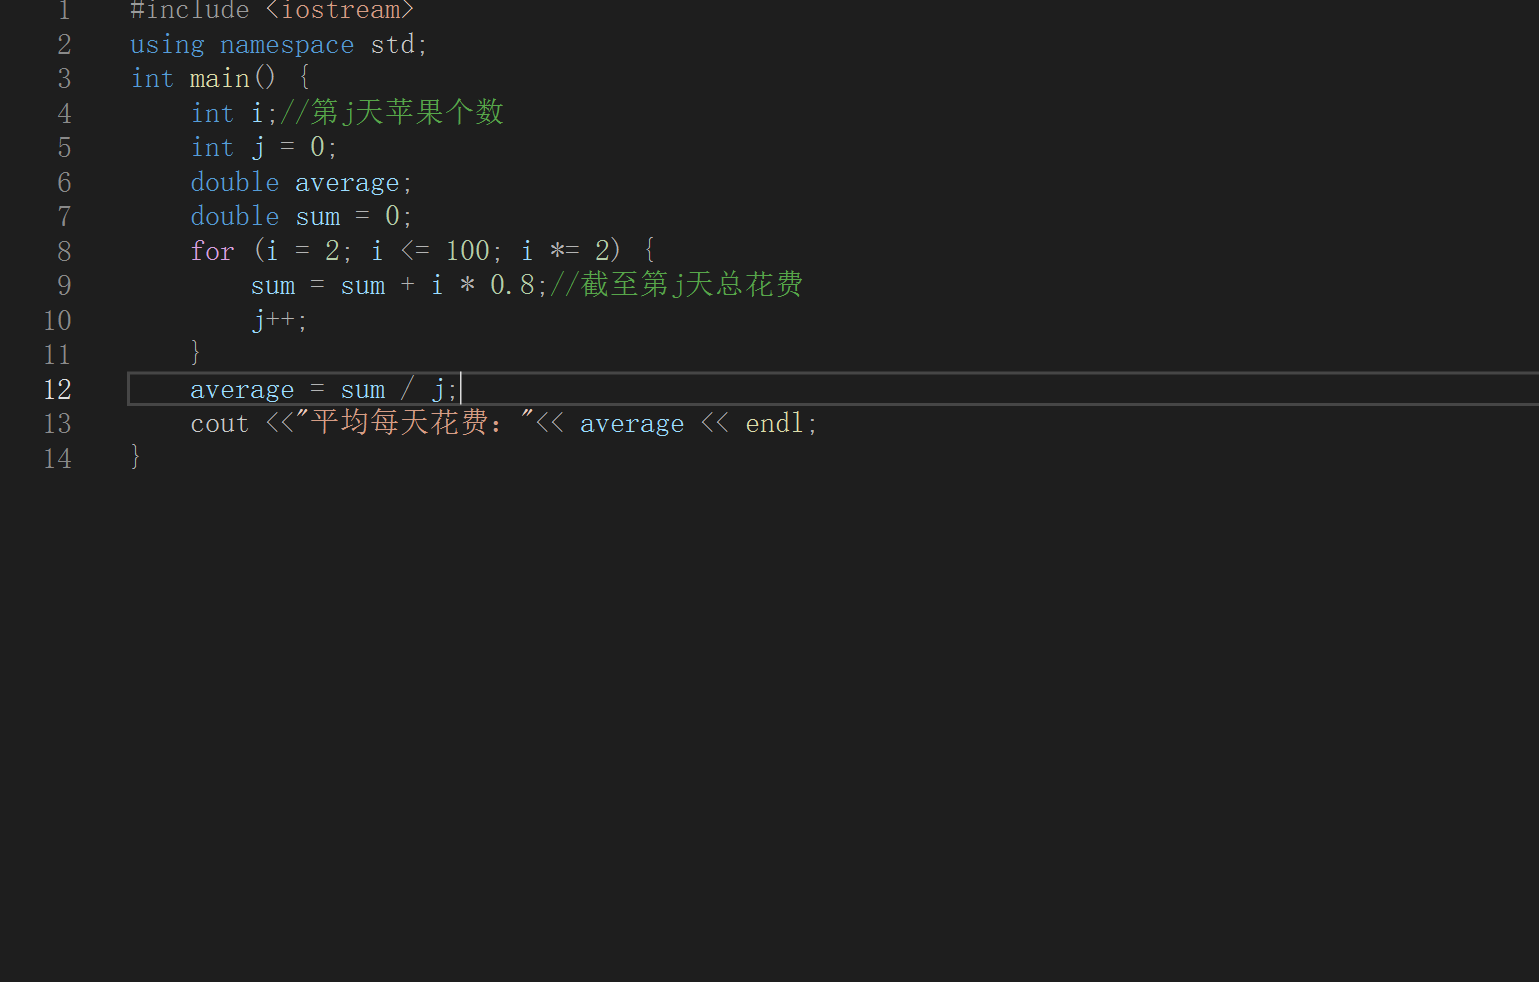 1 #include <iostream>
2 using namespace std;
3 int main() {
4     int i;//第j天苹果个数
5     int j = 0;
6     double average;
7     double sum = 0;
8     for (i = 2; i <= 100; i *= 2) {
9         sum = sum + i * 0.8;//截至第j天总花费
10         j++;
11     }
12     average = sum / j;
13     cout <<"平均每天花费："<< average << endl;
14 }